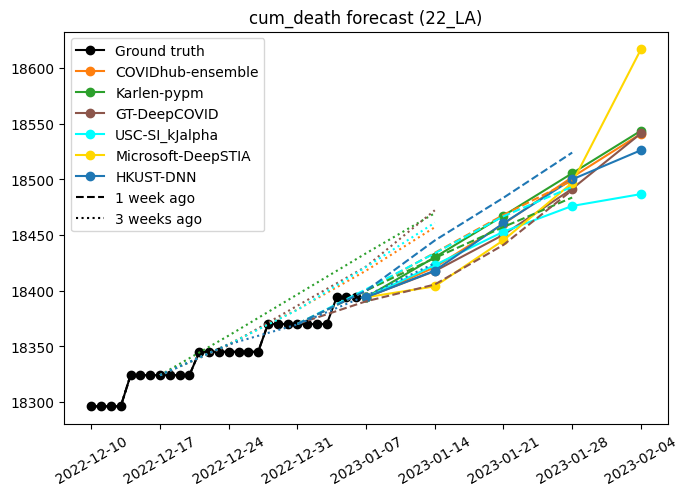 cum_death forecast (22_LA)
Ground truth
COVIDhub-ensemble
Karlen-pypm
GT-DeepCOVID
USC-SI_kJalpha
Microsoft-DeepSTIA
HKUST-DNN
1 week ago
3 weeks ago
18600
18550
18500
18450
18400
18350
18300
2022-12-10
2022-12-17
2022-12-24
2022-12-31
2023-01-07
2023-01-14
2023-01-21
2023-01-28
2023-02-04